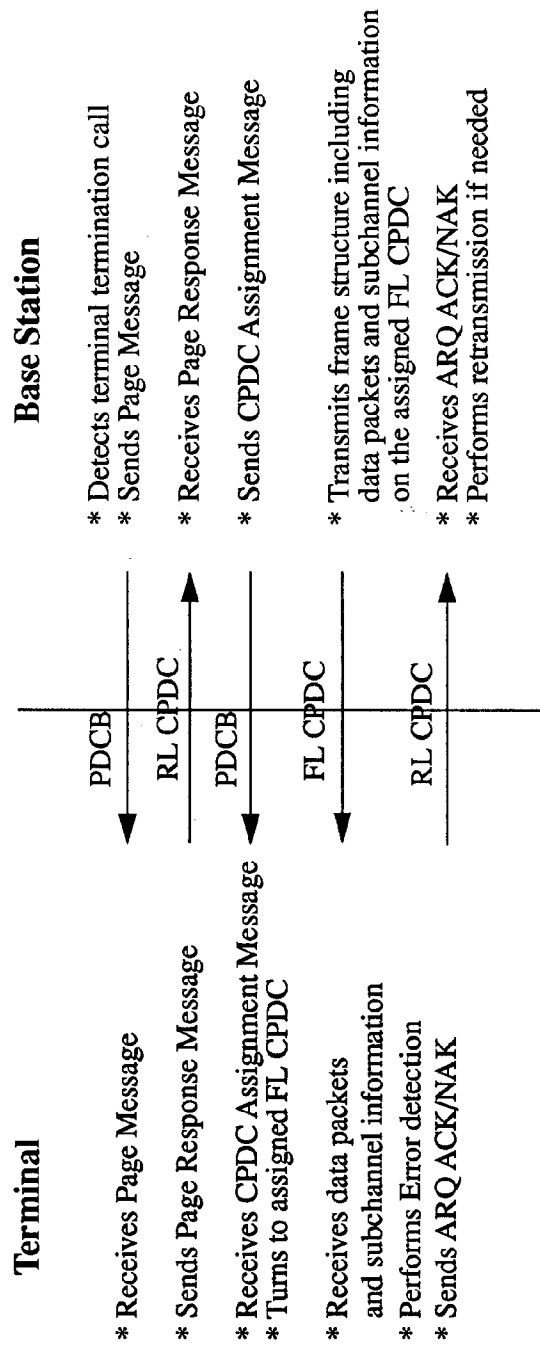 Terminal
* Receives Page Message
* Sends Page Response Message
* Receives CPDC Assignment Message
* Turns to assigned FL CPDC
* Receives data packets
and subchannel information
* Performs Error detection
* Sends ARQ ACK/NAK
PDCB
RL CPDC
PDCB
FL CPDC
RL CPDC
Base Station
* Detects terminal termination call
* Sends Page Message
* Receives Page Response Message
* Sends CPDC Assignment Message
* Transmits frame structure including
data packets and subchannel information
on the assigned FL CPDC
* Receives ARQ ACK/NAK
* Performs retransmission if needed